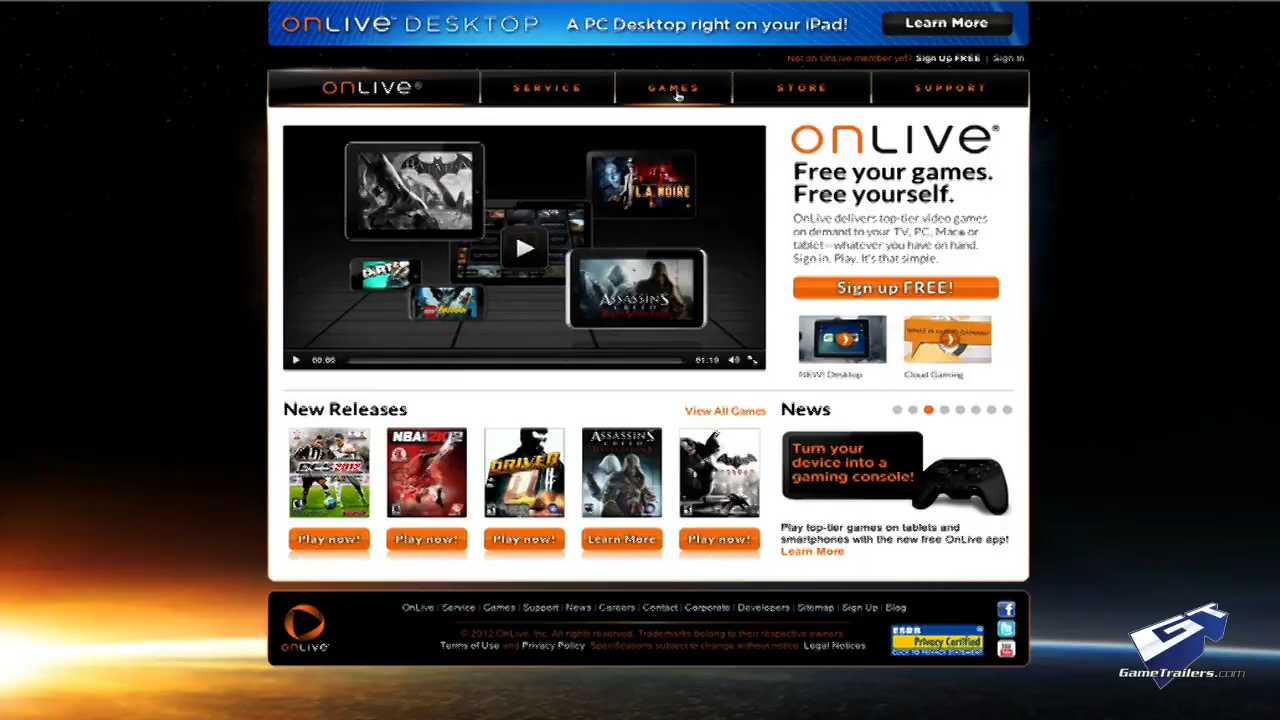 ONLIVE DESKTOP A PC Desktop right on your iPad! Learn More
Not an OnLive member yet? Sign Up FREE | Sign In
ONLIVE® SERVICE GAMES STORE SUPPORT
ONLIVE®
Free your games.
Free yourself.
OnLive delivers top-tier video games
on demand to your TV, PC, Mac® or
tablet—whatever you have on hand.
Sign in. Play. It's that simple.
Sign up FREE!
NEW! Desktop
Cloud Gaming
L.A. NOIRE
DIRT 3
LEGO BATMAN
ASSASSIN'S CREED
00:00 01:19
New Releases View All Games
2012
NBA 2K12
DRIVER
ASSASSIN'S CREED
Play now! Play now! Play now! Learn More Play now!
News
Turn your
device into a
gaming console!
Play top-tier games on tablets and
smartphones with the new free OnLive app!
Learn More
OnLive | Service | Games | Support | News | Careers | Contact | Corporate | Developers | Sitemap | Sign Up | Blog
© 2012 OnLive, Inc. All rights reserved. Trademarks belong to their respective owners.
Terms of Use and Privacy Policy. Specifications subject to change without notice. Legal Notices
ONLIVE®
ESRB
Privacy Certified
GT
GameTrailers.com